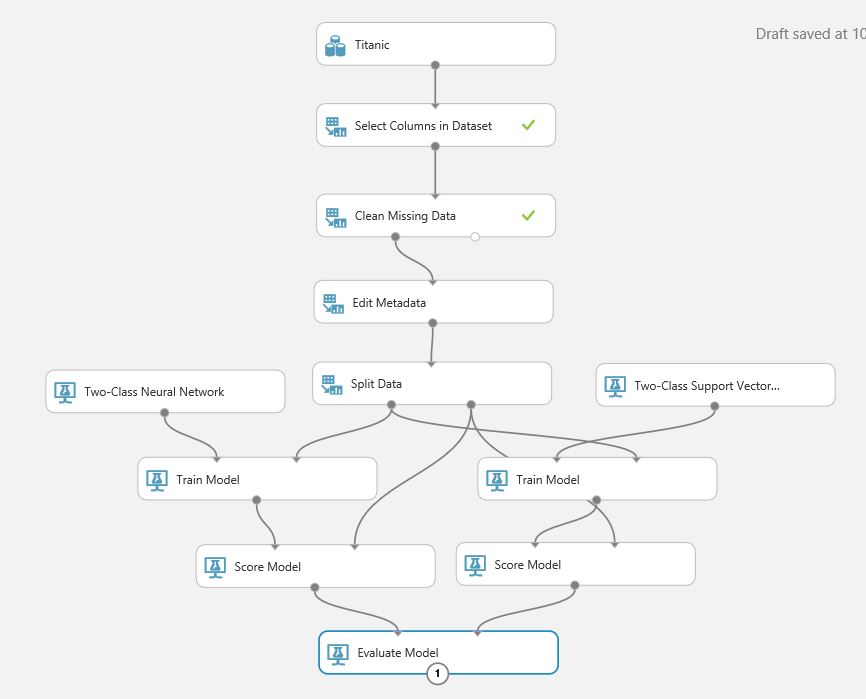 Titanic
Draft saved at 10
Select Columns in Dataset
Clean Missing Data
Edit Metadata
Split Data
Two-Class Neural Network
Two-Class Support Vector...
Train Model
Train Model
Score Model
Score Model
Evaluate Model
1